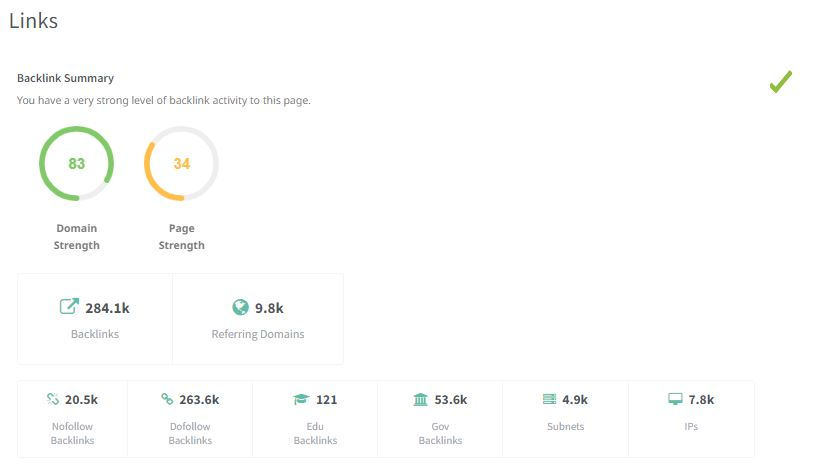 Links
Backlink Summary
You have a very strong level of backlink activity to this page.
83
34
Domain
Strength
Page
Strength
284.1k
Backlinks
9.8k
Referring Domains
20.5k
Nofollow
Backlinks
263.6k
Dofollow
Backlinks
121
Edu
Backlinks
53.6k
Gov
Backlinks
4.9k
Subnets
7.8k
IPs